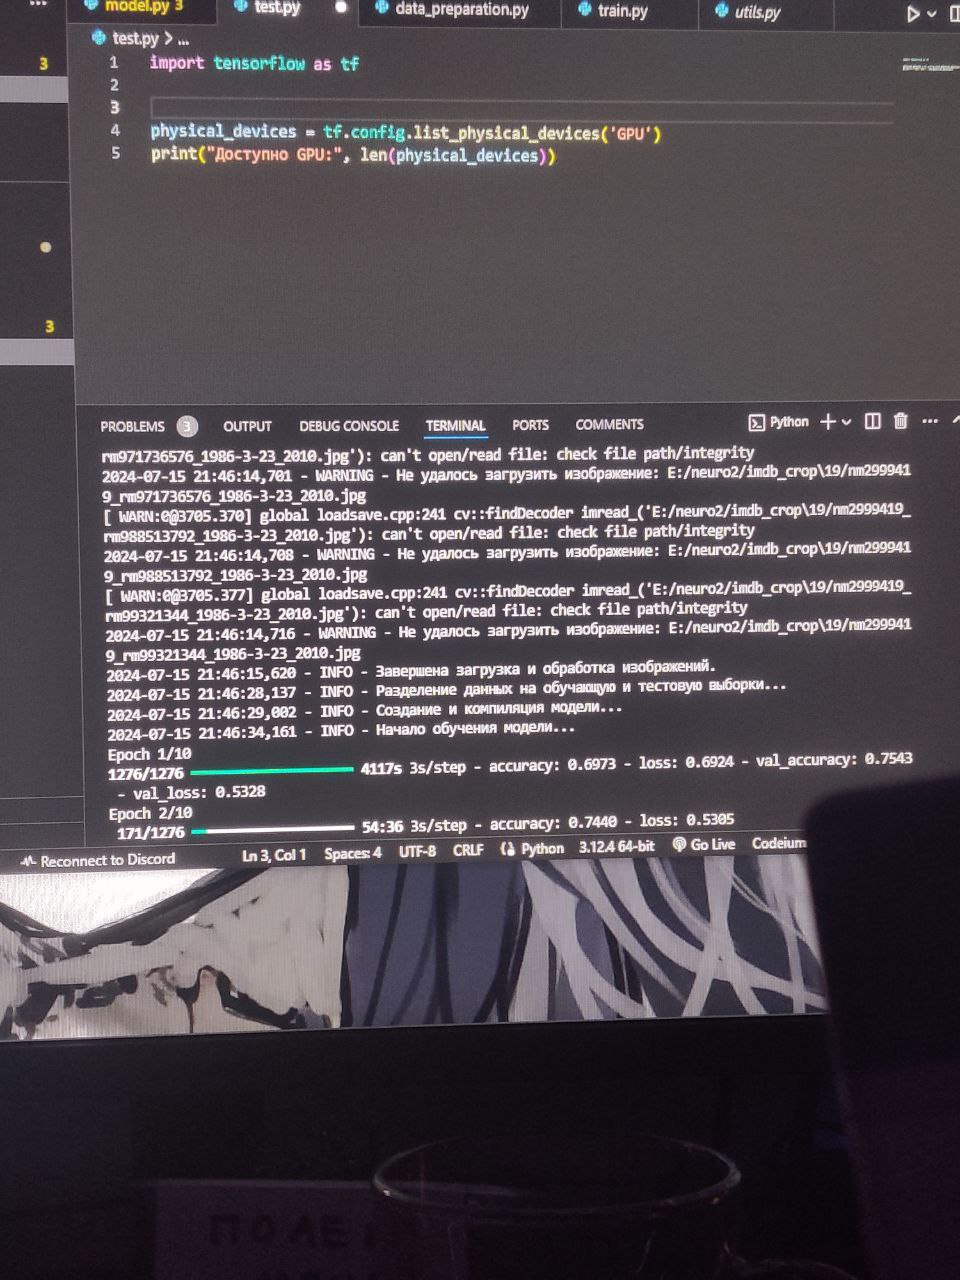 model.py 3
test.py
data_preparation.py
train.py
utils.py
test.py > ...
3
1 import tensorflow as tf
2
3
4 physical_devices = tf.config.list_physical_devices('GPU')
5 print("Доступно GPU:", len(physical_devices))
3
PROBLEMS 3 OUTPUT DEBUG CONSOLE TERMINAL PORTS COMMENTS Python
rm971736576_1986-3-23_2010.jpg'): can't open/read file: check file path/integrity
2024-07-15 21:46:14,701 - WARNING - Не удалось загрузить изображение: E:/neuro2/imdb_crop\19/nm299941
9_rm971736576_1986-3-23_2010.jpg
[ WARN:0@3705.370] global loadsave.cpp:241 cv::findDecoder imread_('E:/neuro2/imdb_crop\19/nm2999419_
rm988513792_1986-3-23_2010.jpg'): can't open/read file: check file path/integrity
2024-07-15 21:46:14,708 - WARNING - Не удалось загрузить изображение: E:/neuro2/imdb_crop\19/nm299941
9_rm988513792_1986-3-23_2010.jpg
[ WARN:0@3705.377] global loadsave.cpp:241 cv::findDecoder imread_('E:/neuro2/imdb_crop\19/nm2999419_
rm99321344_1986-3-23_2010.jpg'): can't open/read file: check file path/integrity
2024-07-15 21:46:14,716 - WARNING - Не удалось загрузить изображение: E:/neuro2/imdb_crop\19/nm299941
9_rm99321344_1986-3-23_2010.jpg
2024-07-15 21:46:15,620 - INFO - Завершена загрузка и обработка изображений.
2024-07-15 21:46:28,137 - INFO - Разделение данных на обучающую и тестовую выборки...
2024-07-15 21:46:29,002 - INFO - Создание и компиляция модели...
2024-07-15 21:46:34,161 - INFO - Начало обучения модели...
Epoch 1/10
1276/1276 4117s 3s/step - accuracy: 0.6973 - loss: 0.6924 - val_accuracy: 0.7543
- val_loss: 0.5328
Epoch 2/10
171/1276 54:36 3s/step - accuracy: 0.7440 - loss: 0.5305
Reconnect to Discord Ln 3, Col 1 Spaces: 4 UTF-8 CRLF Python 3.12.4 64-bit Go Live Codeium